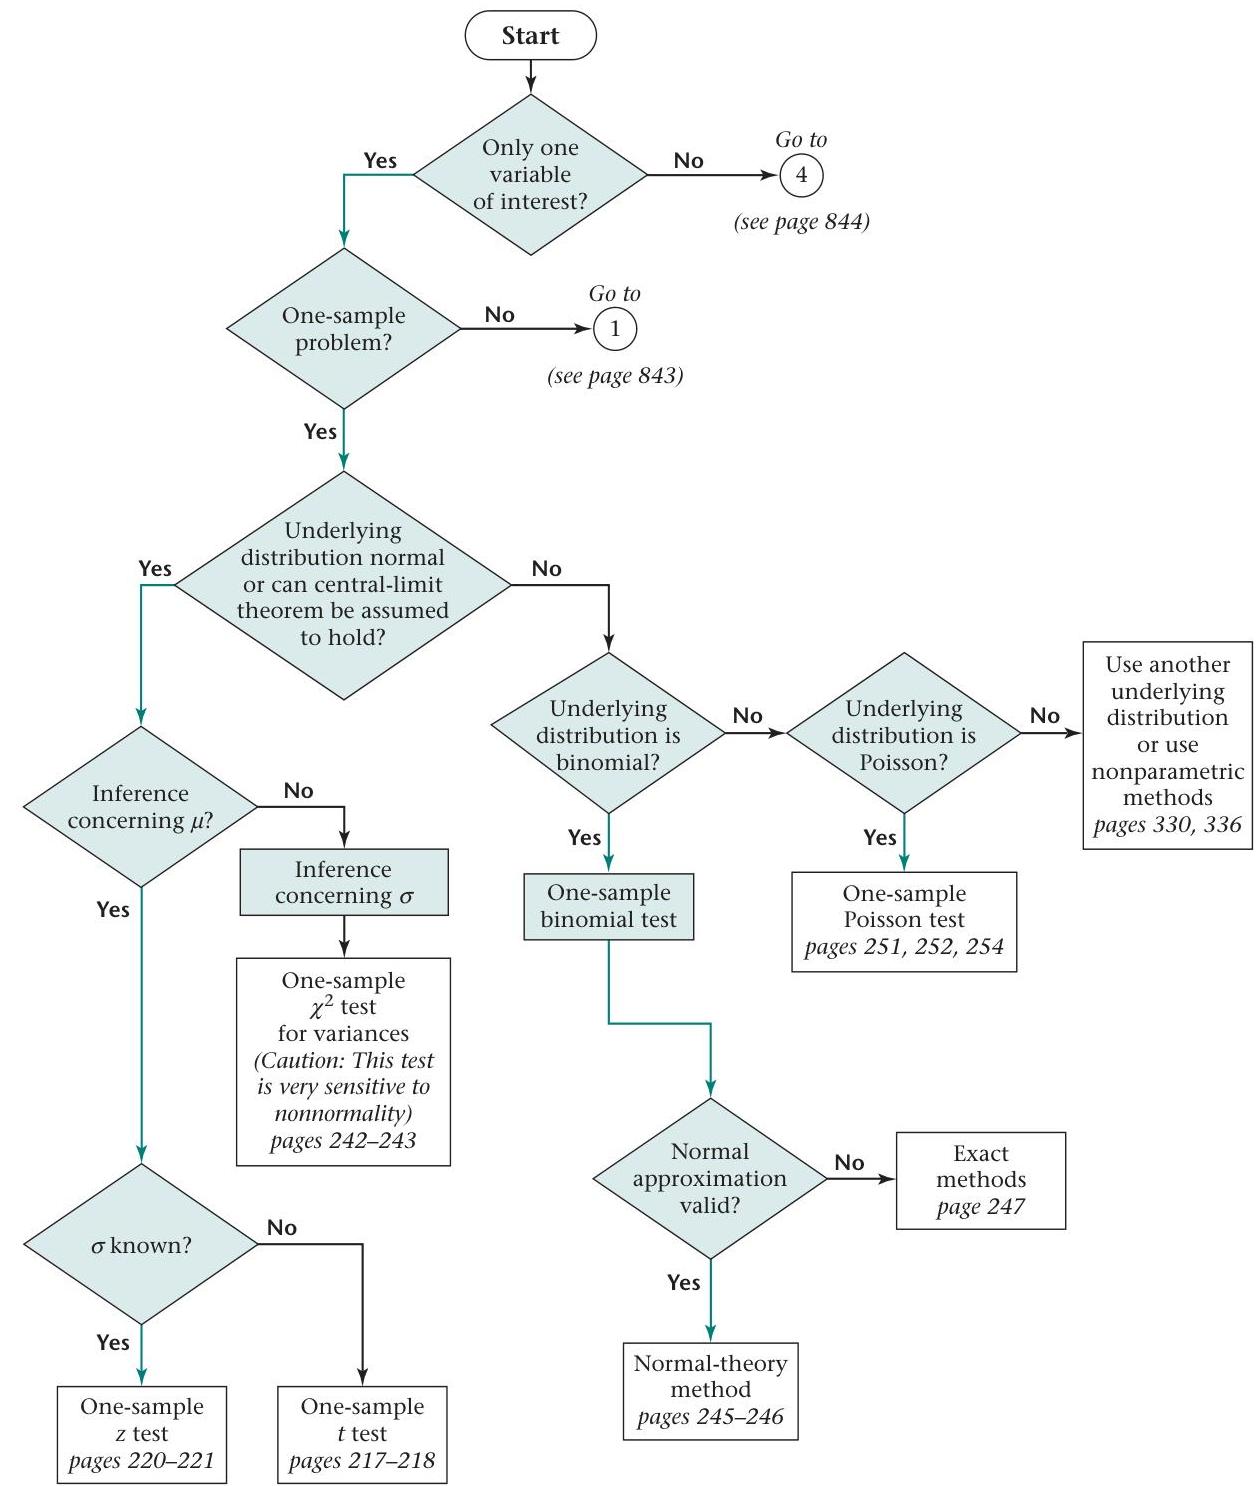 Start
Only one
variable
of interest?
Yes
No
Go to
4
(see page 844)
One-sample
problem?
No
Go to
1
(see page 843)
Yes
Underlying
distribution normal
or can central-limit
theorem be assumed
to hold?
Yes
No
Underlying
distribution is
binomial?
No
Underlying
distribution is
Poisson?
No
Use another
underlying
distribution
or use
nonparametric
methods
pages 330, 336
Inference
concerning μ?
No
Inference
concerning σ
One-sample
χ² test
for variances
(Caution: This test
is very sensitive to
nonnormality)
pages 242–243
Yes
Yes
One-sample
binomial test
Yes
One-sample
Poisson test
pages 251, 252, 254
Normal
approximation
valid?
No
Exact
methods
page 247
Yes
Normal-theory
method
pages 245–246
σ known?
No
Yes
One-sample
z test
pages 220–221
One-sample
t test
pages 217–218